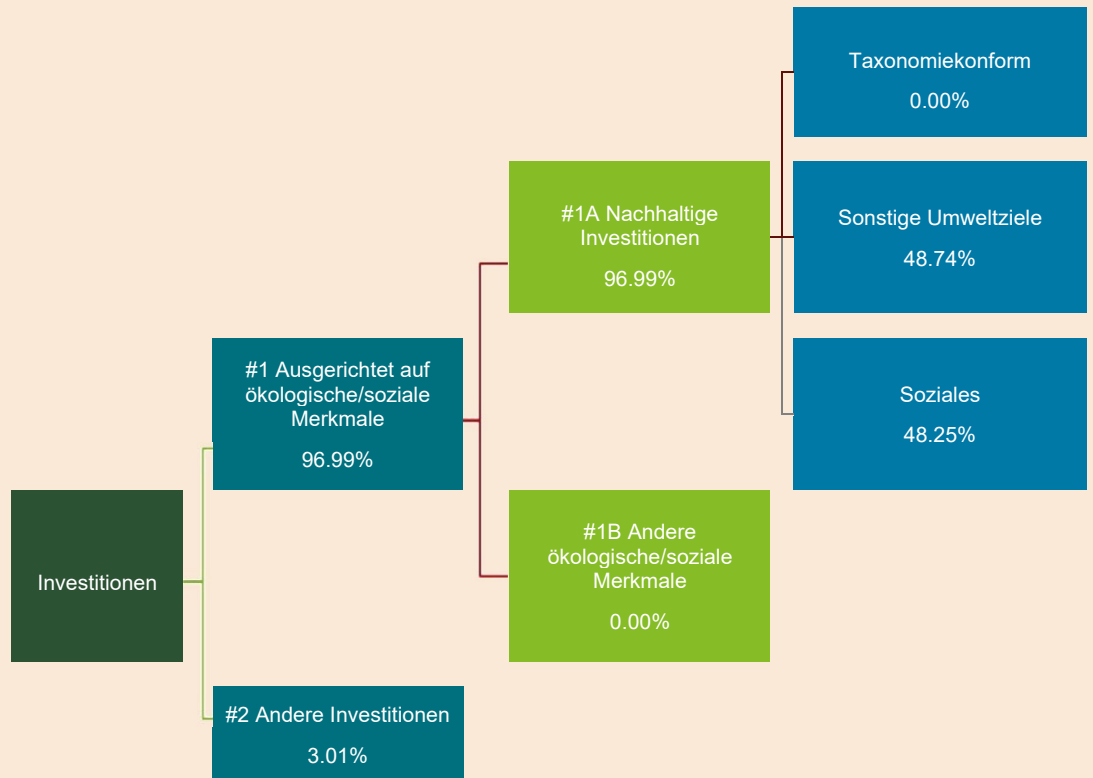 Taxonomiekonform
0.00%
#1A Nachhaltige
Investitionen
96.99%
Sonstige Umweltziele
48.74%
#1 Ausgerichtet auf
ökologische/soziale
Merkmale
96.99%
Soziales
48.25%
Investitionen
#1B Andere
ökologische/soziale
Merkmale
0.00%
#2 Andere Investitionen
3.01%